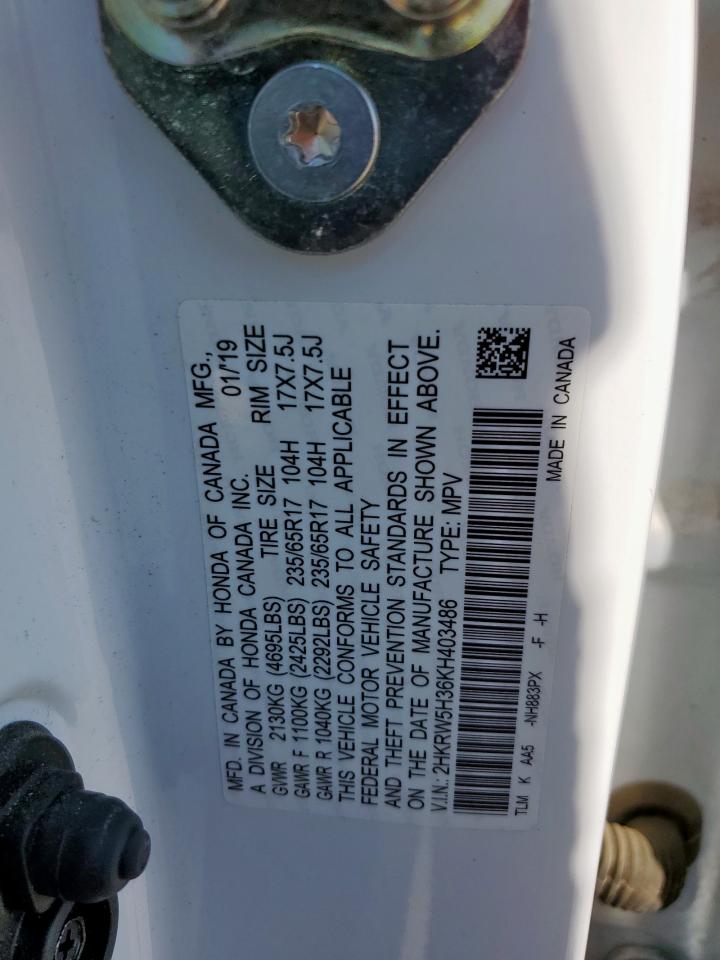 MFD. IN CANADA BY HONDA OF CANADA MFG.,
A DIVISION OF HONDA CANADA INC. 01/'19
GVWR 2130KG (4695LBS) TIRE SIZE RIM SIZE
GAWR F 1100KG (2425LBS) 235/65R17 104H 17X7.5J
GAWR R 1040KG (2292LBS) 235/65R17 104H 17X7.5J
THIS VEHICLE CONFORMS TO ALL APPLICABLE
FEDERAL MOTOR VEHICLE SAFETY
AND THEFT PREVENTION STANDARDS IN EFFECT
ON THE DATE OF MANUFACTURE SHOWN ABOVE.
V.I.N.: 2HKRW5H36KH403486 TYPE: MPV
TLM K AA5 -NH883PX -F -H
MADE IN CANADA